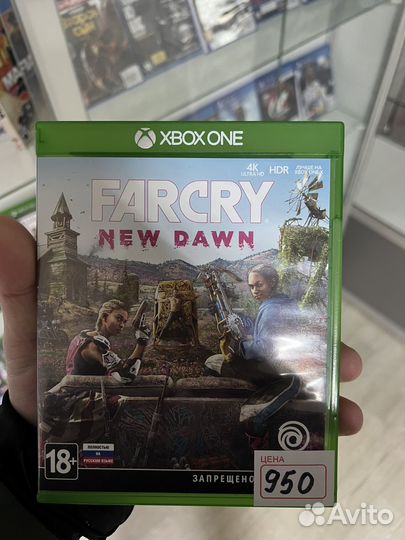 XBOX ONE
4K
ULTRA HD
HDR
ЛУЧШЕ НА
XBOX ONE X
FARCRY
NEW DAWN
18+
ПОЛНОСТЬЮ
НА
РУССКОМ ЯЗЫКЕ
ЗАПРЕЩЕНО
ЦЕНА
950
Avito